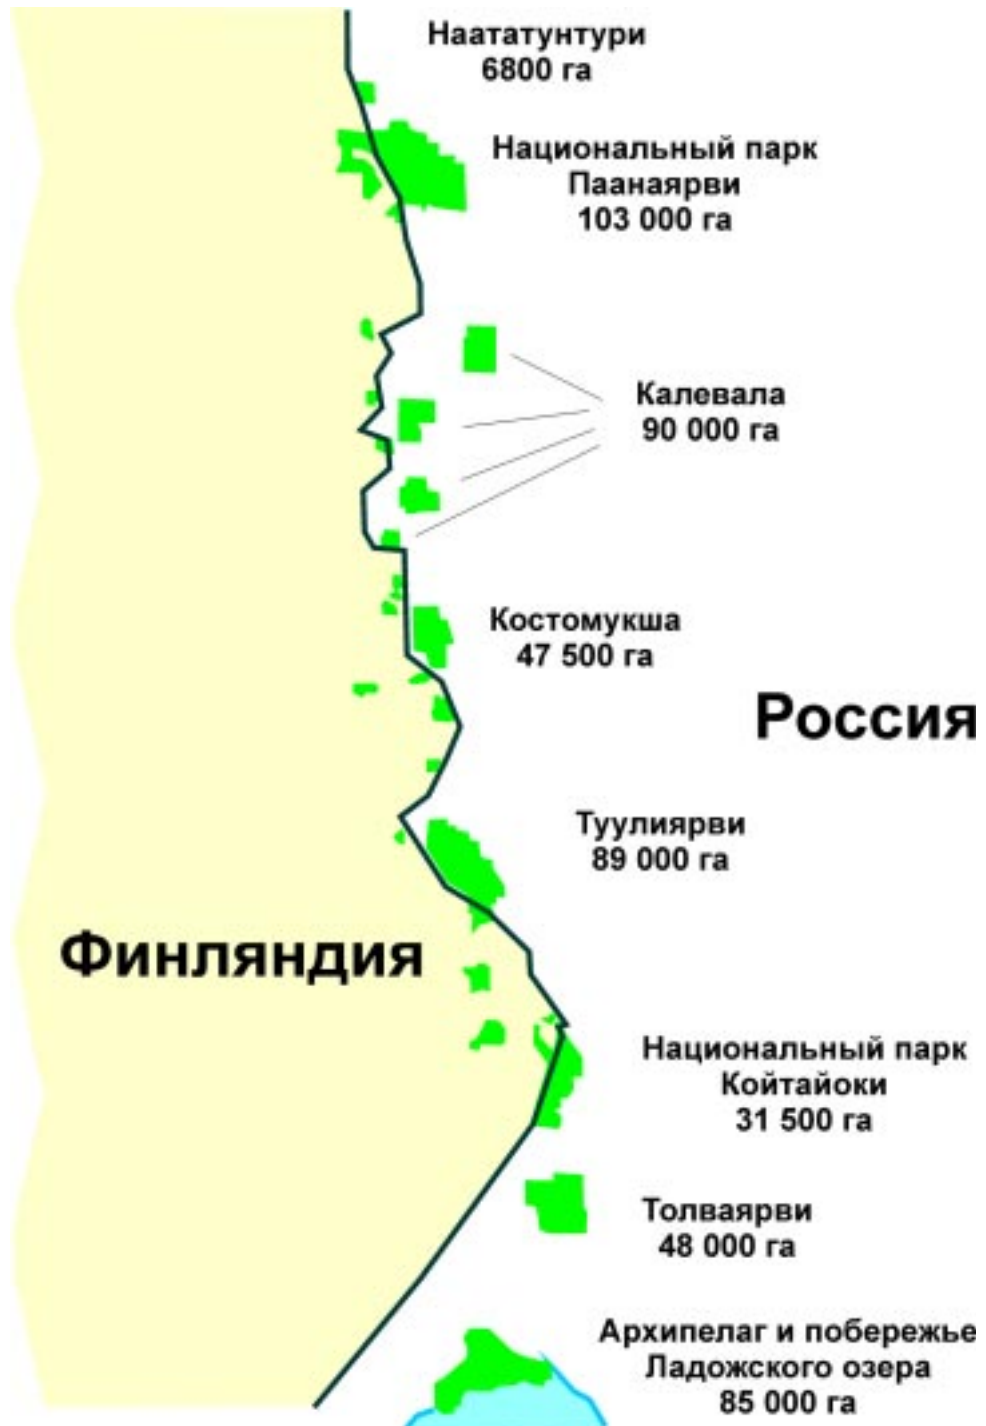 Наататунтури
6800 га
Национальный парк
Паанаярви
103 000 га
Калевала
90 000 га
Костомукша
47 500 га
Россия
Туулиярви
89 000 га
Финляндия
Национальный парк
Койтайоки
31 500 га
Толваярви
48 000 га
Архипелаг и побережье
Ладожского озера
85 000 га